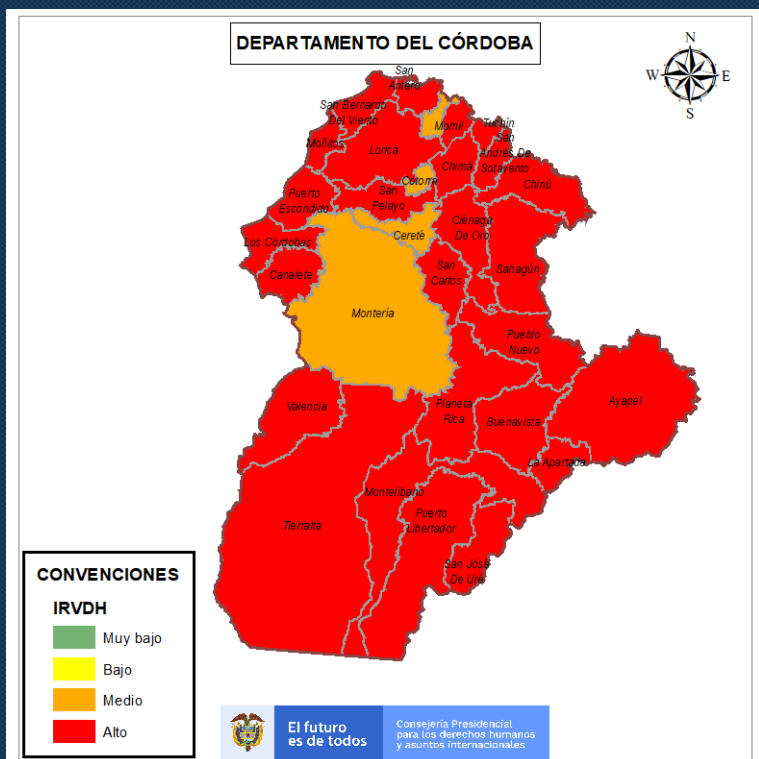 DEPARTAMENTO DEL CÓRDOBA
N
W
E
S
San
Antero
San Bernardo
Del Viento
Momil
Tuchín
Moñitos
Lorica
San
Andrés De
Sotavento
Chimá
Cotorra
Chinú
Puerto
Escondido
San
Pelayo
Ciénaga
De Oro
Cereté
Los Córdobas
San
Carlos
Sahagún
Canalete
Montería
Pueblo
Nuevo
Valencia
Planeta
Rica
Buenavista
Ayapel
La Apartada
Montelíbano
Puerto
Libertador
Tierralta
San José
De Uré
CONVENCIONES
IRVDH
Muy bajo
Bajo
Medio
Alto
El futuro
es de todos
Consejería Presidencial
para los derechos humanos
y asuntos internacionales